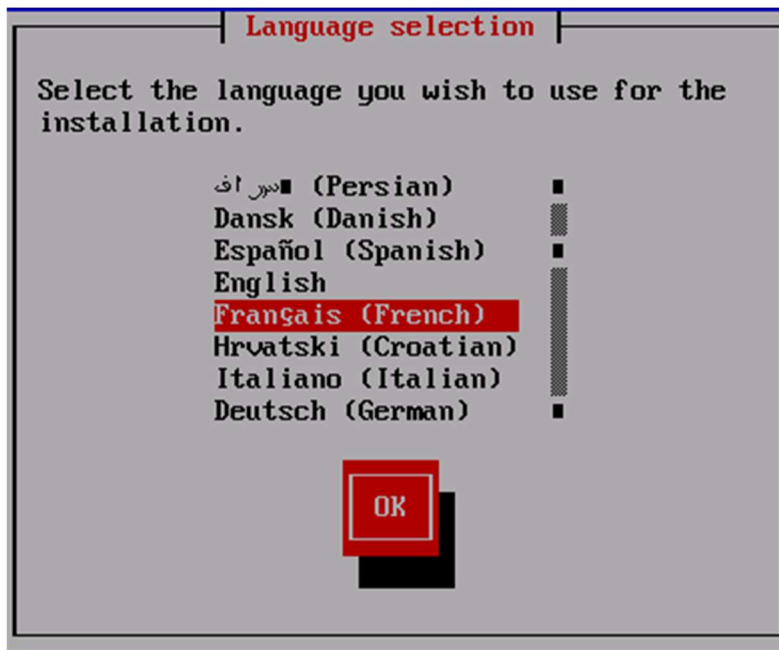 Language selection
Select the language you wish to use for the
installation.
(Persian)
Dansk (Danish)
Español (Spanish)
English
Français (French)
Hrvatski (Croatian)
Italiano (Italian)
Deutsch (German)
OK